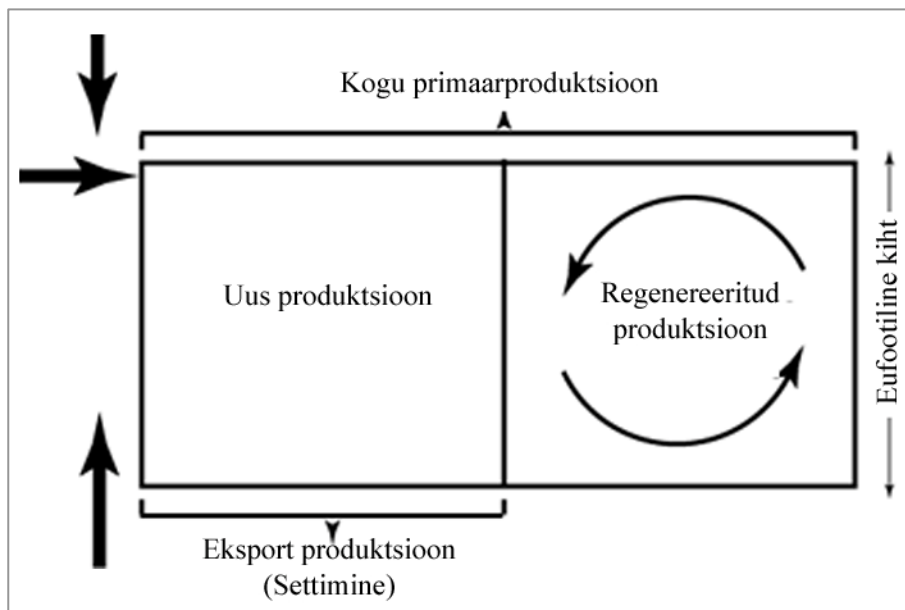 Kogu primaarproduktsioon
Uus produktsioon
Regenereeritud
produktsioon
Eufootiline kiht
Eksport produktsioon
(Settimine)